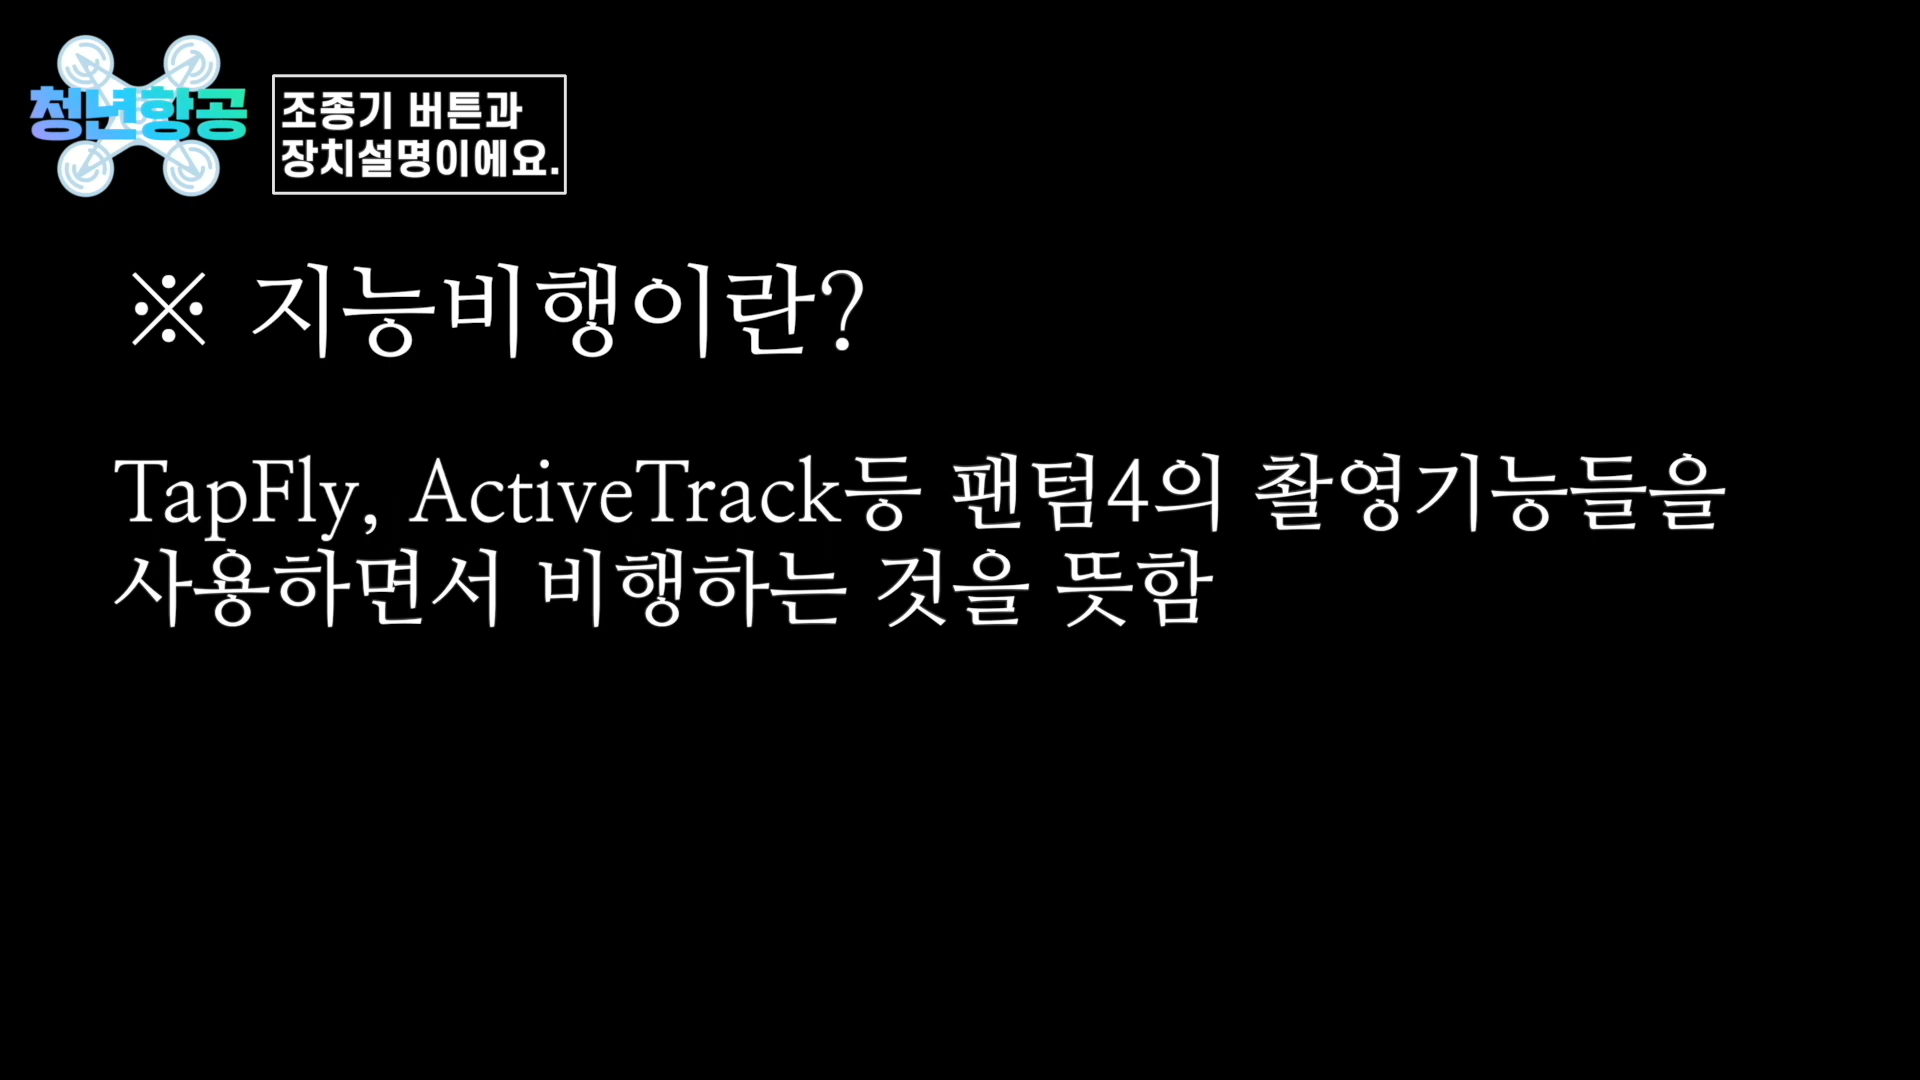 청년항공
조종기 버튼과
장치설명이에요.
※ 지능비행이란?
TapFly, ActiveTrack등 팬텀4의 촬영기능들을
사용하면서 비행하는 것을 뜻함